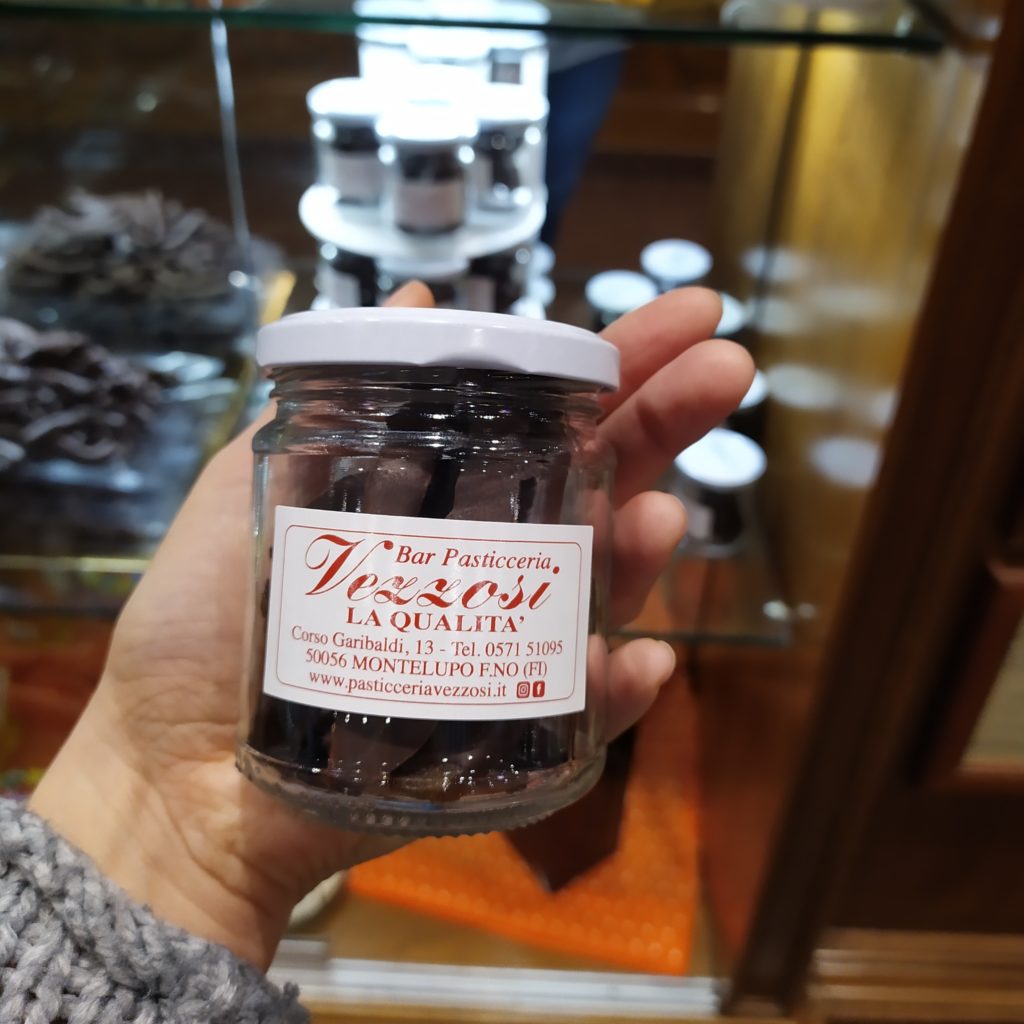 Bar Pasticceria
Vezzosi
LA QUALITA'
Corso Garibaldi, 13 - Tel. 0571 51095
50056 MONTELUPO F.NO (FI)
www.pasticceriavezzosi.it